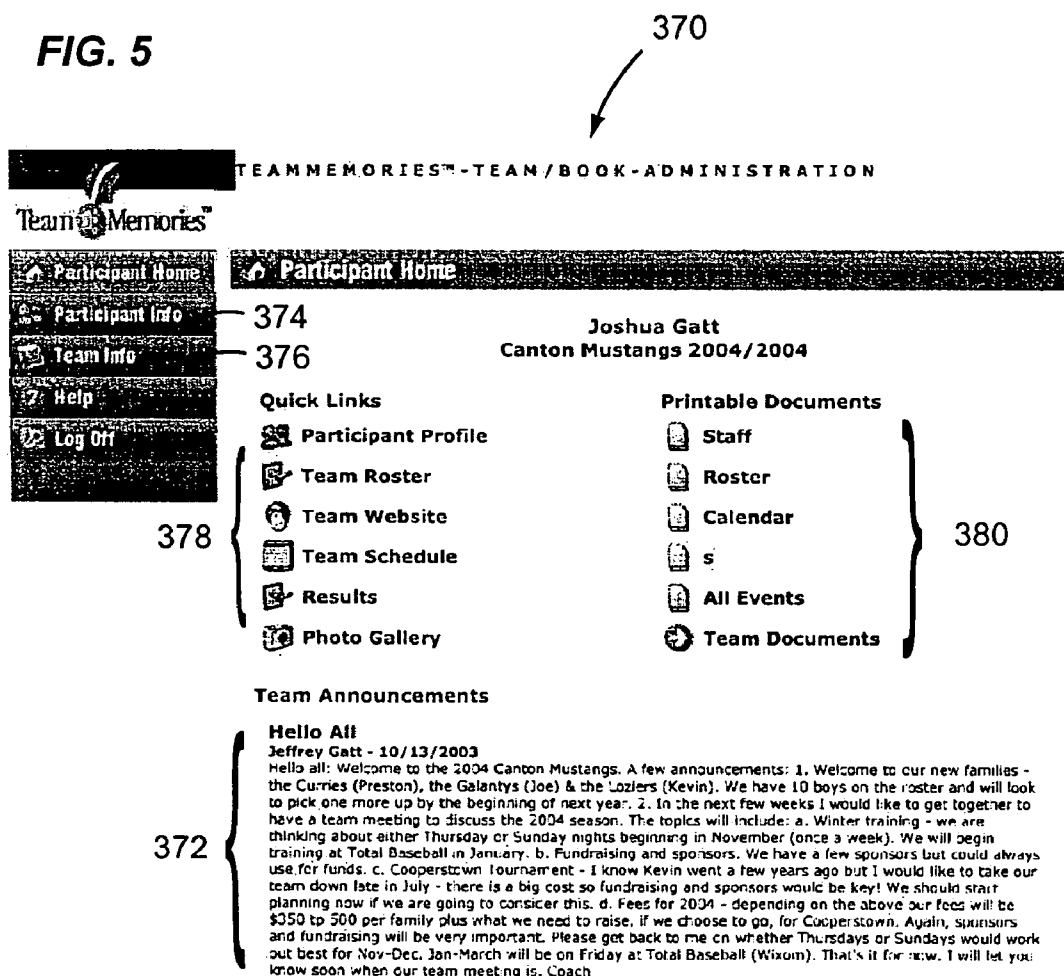 FIG. 5
370
TEAMMEMORIES™-TEAM/BOOK-ADMINISTRATION
Team Memories™
Participant Home
Participant Home
Participant Info
374
Joshua Gatt
Team Info
376
Canton Mustangs 2004/2004
Help
Quick Links
Printable Documents
Log Off
Participant Profile
Staff
Team Roster
Roster
378
Team Website
Calendar
380
Team Schedule
s
Results
All Events
Photo Gallery
Team Documents
Team Announcements
Hello All
Jeffrey Gatt - 10/13/2003
Hello all: Welcome to the 2004 Canton Mustangs. A few announcements: 1. Welcome to our new families -
the Curries (Preston), the Galantys (Joe) & the Loziers (Kevin). We have 10 boys on the roster and will look
to pick one more up by the beginning of next year. 2. In the next few weeks I would like to get together to
have a team meeting to discuss the 2004 season. The topics will include: a. Winter training - we are
thinking about either Thursday or Sunday nights beginning in November (once a week). We will begin
training at Total Baseball in January. b. Fundraising and sponsors. We have a few sponsors but could always
use for funds. c. Cooperstown Tournament - I know Kevin went a few years ago but I would like to take our
372
team down late in July - there is a big cost so fundraising and sponsors would be key! We should start
planning now if we are going to consider this. d. Fees for 2004 - depending on the above our fees will be
$350 to 500 per family plus what we need to raise, if we choose to go, for Cooperstown. Again, sponsors
and fundraising will be very important. Please get back to me on whether Thursdays or Sundays would work
out best for Nov-Dec. Jan-March will be on Friday at Total Baseball (Wixom). That's it for now. I will let you
know soon when our team meeting is. Coach